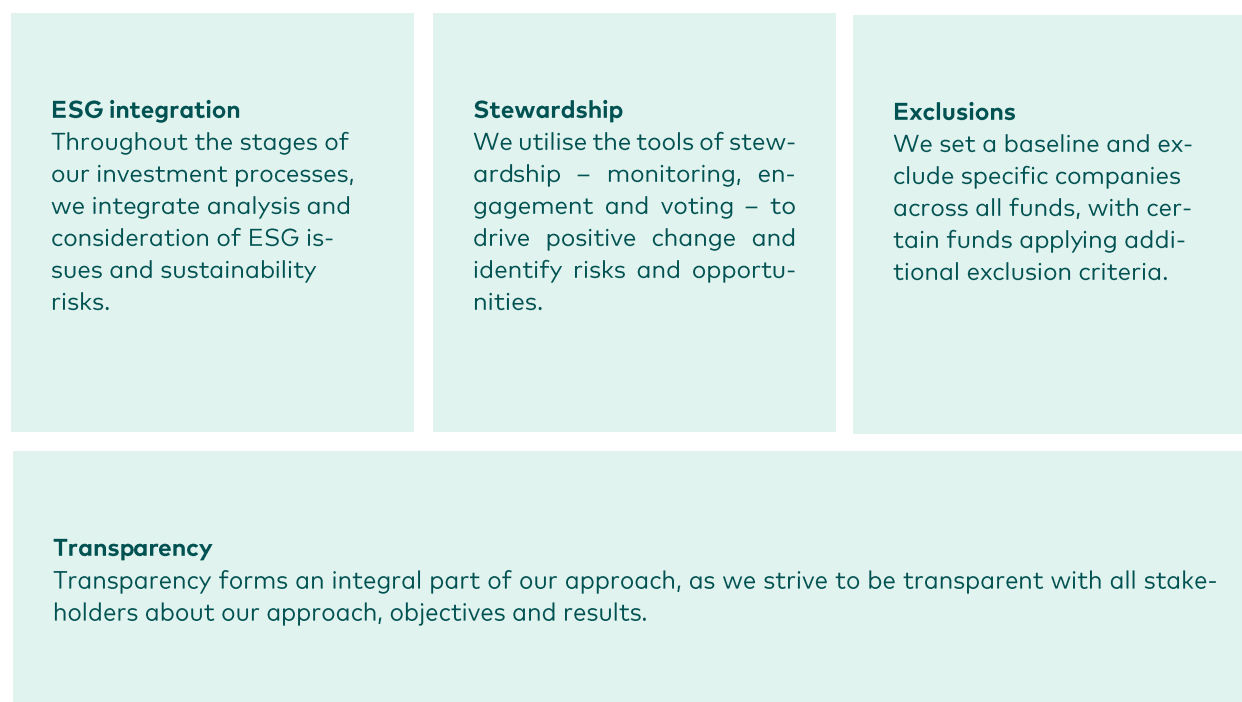 ESG integration
Throughout the stages of
our investment processes,
we integrate analysis and
consideration of ESG is-
sues and sustainability
risks.
Stewardship
We utilise the tools of stew-
ardship – monitoring, en-
gagement and voting – to
drive positive change and
identify risks and opportu-
nities.
Exclusions
We set a baseline and ex-
clude specific companies
across all funds, with cer-
tain funds applying addi-
tional exclusion criteria.
Transparency
Transparency forms an integral part of our approach, as we strive to be transparent with all stake-
holders about our approach, objectives and results.